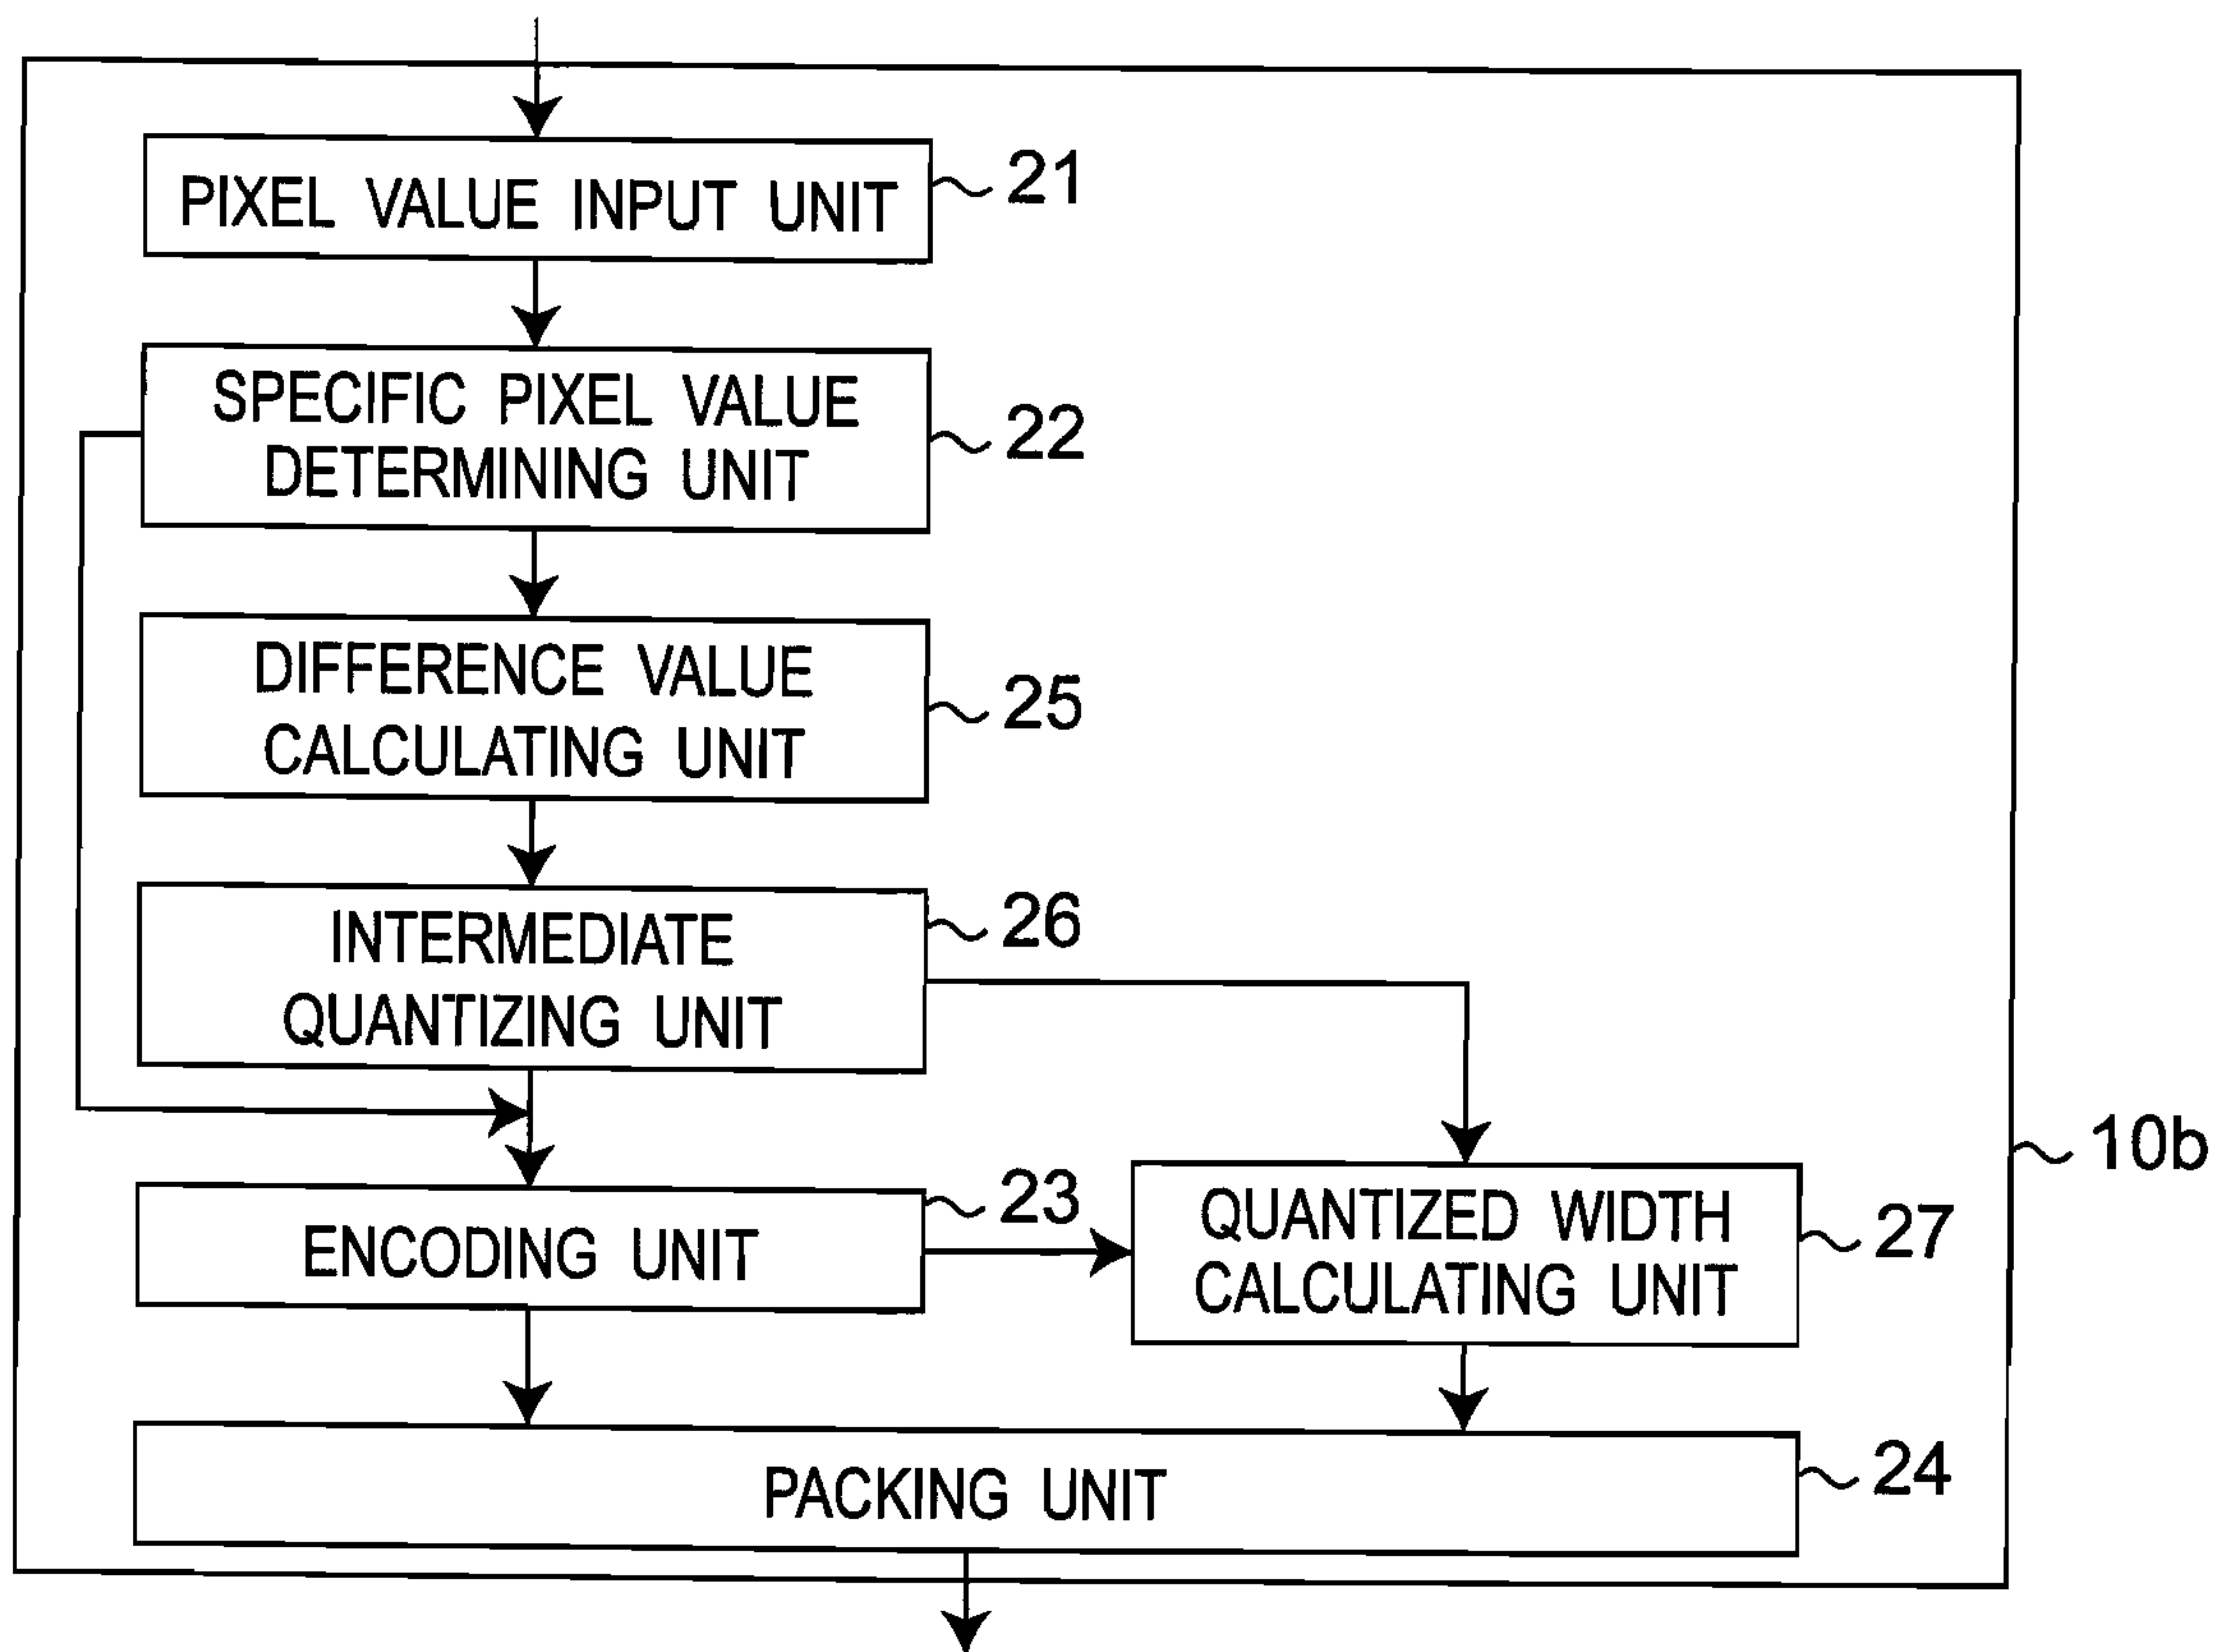 PIXEL VALUE INPUT UNIT
21
SPECIFIC PIXEL VALUE
DETERMINING UNIT
22
DIFFERENCE VALUE
CALCULATING UNIT
25
INTERMEDIATE
QUANTIZING UNIT
26
ENCODING UNIT
23
QUANTIZED WIDTH
CALCULATING UNIT
27
10b
PACKING UNIT
24